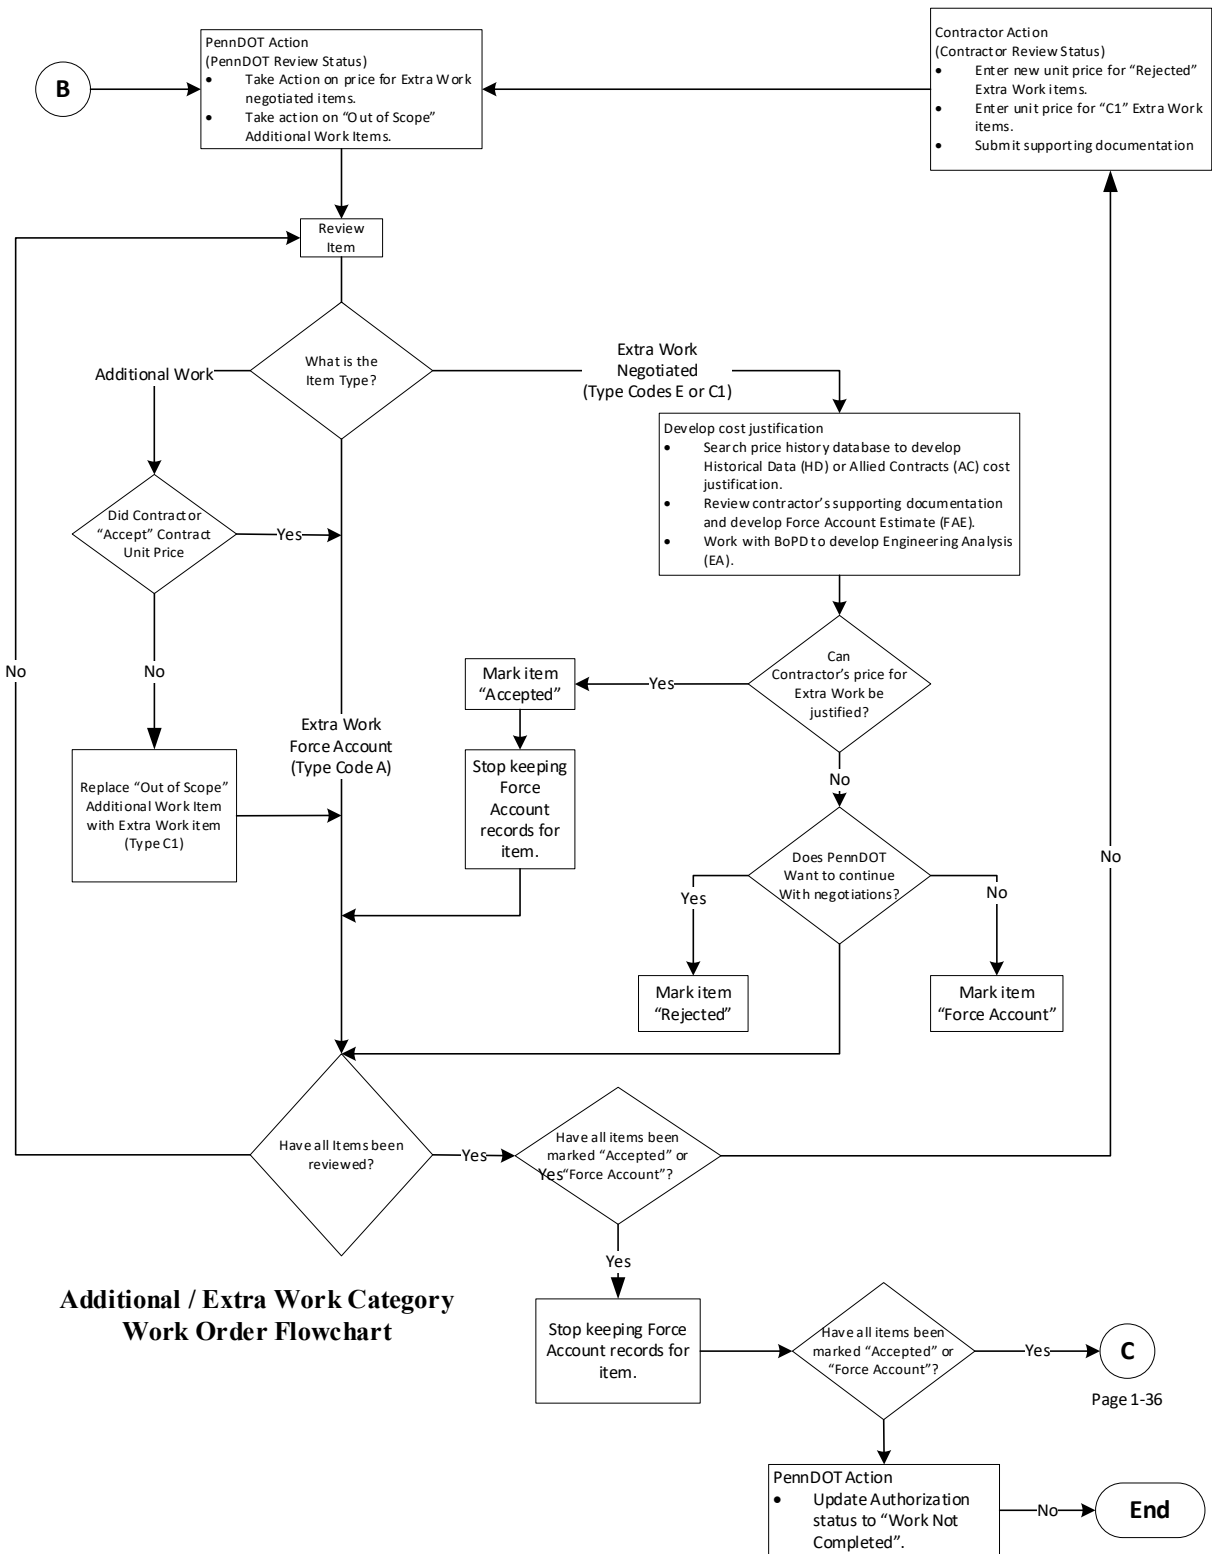 B
PennDOT Action
(PennDOT Review Status)
• Take Action on price for Extra Work
negotiated items.
• Take action on “Out of Scope”
Additional Work Items.
Contractor Action
(Contractor Review Status)
• Enter new unit price for “Rejected”
Extra Work items.
• Enter unit price for “C1” Extra Work
items.
• Submit supporting documentation
Review
Item
What is the
Item Type?
Additional Work
Extra Work
Negotiated
(Type Codes E or C1)
Develop cost justification
• Search price history database to develop
Historical Data (HD) or Allied Contracts (AC) cost
justification.
• Review contractor’s supporting documentation
and develop Force Account Estimate (FAE).
• Work with BoPD to develop Engineering Analysis
(EA).
Did Contractor
“Accept” Contract
Unit Price
Yes
No
No
Replace “Out of Scope”
Additional Work Item
with Extra Work item
(Type C1)
Extra Work
Force Account
(Type Code A)
Can
Contractor’s price for
Extra Work be
justified?
Yes
Mark item
“Accepted”
Stop keeping
Force
Account
records for
item.
No
Does PennDOT
Want to continue
With negotiations?
Yes
No
Mark item
“Rejected”
Mark item
“Force Account”
No
Have all Items been
reviewed?
Yes
Have all items been
marked “Accepted” or
Yes“Force Account”?
Yes
Additional / Extra Work Category
Work Order Flowchart
Stop keeping Force
Account records for
item.
Have all items been
marked “Accepted” or
“Force Account”?
Yes
C
Page 1-36
PennDOT Action
• Update Authorization
status to “Work Not
Completed”.
No
End